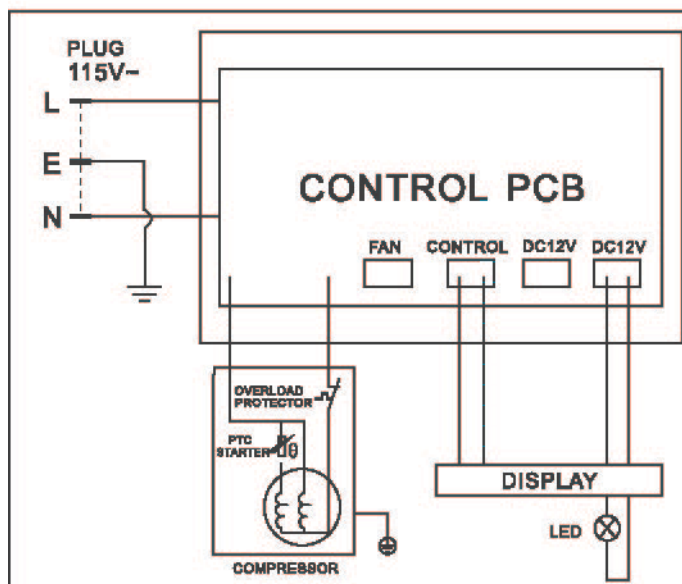 PLUG
115V~
L
E
N
CONTROL PCB
FAN
CONTROL
DC12V
DC12V
OVERLOAD
PROTECTOR
PTC
STARTER
θ
COMPRESSOR
DISPLAY
LED